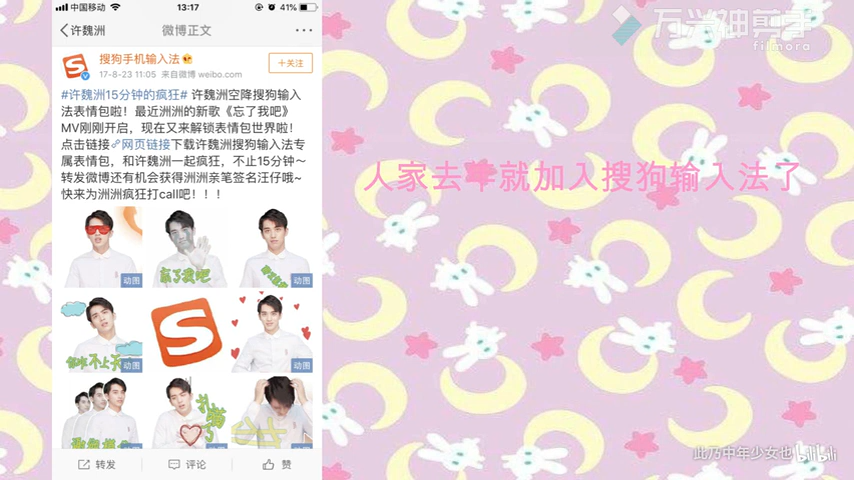 中国移动
13:17
41%
许魏洲
微博正文
搜狗手机输入法
17-8-23 11:05 来自微博 weibo.com
+关注
#许魏洲15分钟的疯狂# 许魏洲空降搜狗输入
法表情包啦！最近洲洲的新歌《忘了我吧》
MV刚刚开启，现在又来解锁表情包世界啦！
点击链接网页链接下载许魏洲搜狗输入法专
属表情包，和许魏洲一起疯狂，不止15分钟～
转发微博还有机会获得洲洲亲笔签名汪仔哦~
快来为洲洲疯狂打call吧！！！
动图
忘了我吧
动图
动图
你咋不上天
动图
S
动图
动图
动图
动图
转发
评论
赞
人家去年就加入搜狗输入法了
万兴神剪手
filmora
此乃中年少女也
bilibili